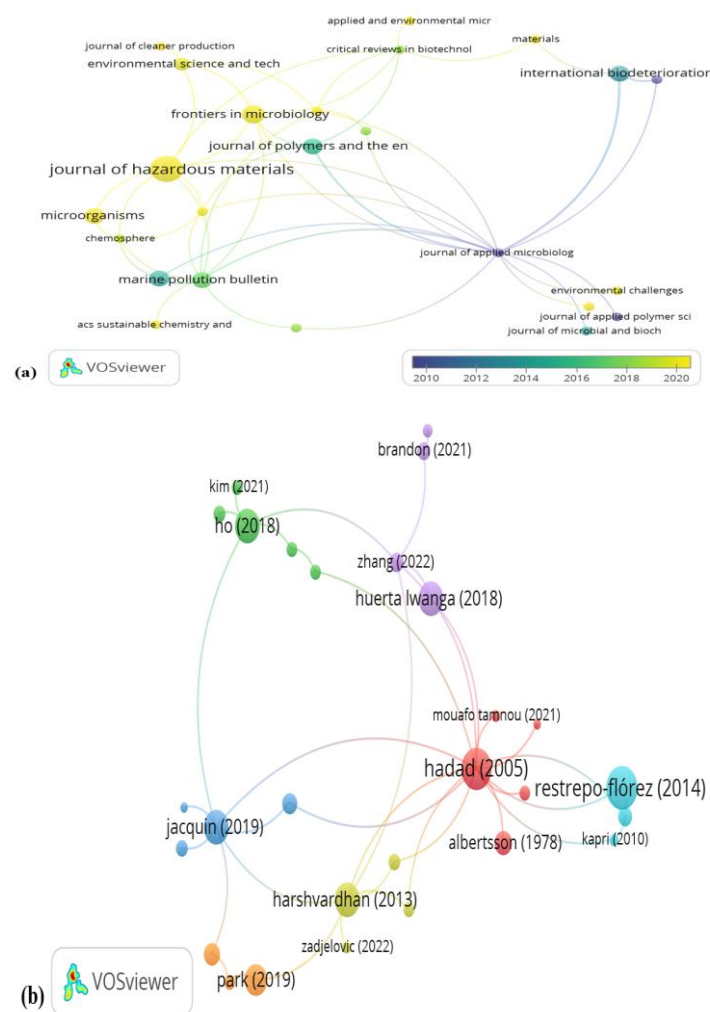 applied and environmental micr
journal of cleaner production
critical reviews in biotechnol
materials
environmental science and tech
international biodeterioration
frontiers in microbiology
journal of polymers and the en
journal of hazardous materials
microorganisms
chemosphere
journal of applied microbiolog
marine pollution bulletin
environmental challenges
journal of applied polymer sci
acs sustainable chemistry and
journal of microbial and bioch
(a)
VOSviewer
2010 2012 2014 2016 2018 2020
brandon (2021)
kim (2021)
ho (2018)
zhang (2022)
huerta lwanga (2018)
mouafo tamnou (2021)
hadad (2005)
restrepo-flórez (2014)
jacquin (2019)
albertsson (1978)
kapri (2010)
harshvardhan (2013)
zadjelovic (2022)
park (2019)
(b)
VOSviewer